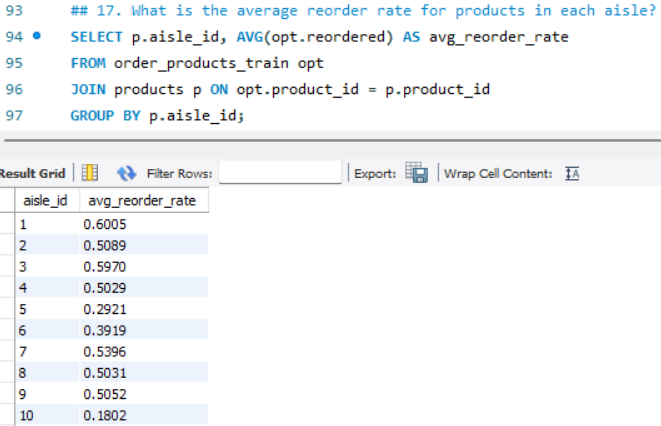 93 ## 17. What is the average reorder rate for products in each aisle?
94 SELECT p.aisle_id, AVG(opt.reordered) AS avg_reorder_rate
95 FROM order_products_train opt
96 JOIN products p ON opt.product_id = p.product_id
97 GROUP BY p.aisle_id;
Result Grid Filter Rows: Export: Wrap Cell Content: IA
aisle_id avg_reorder_rate
1 0.6005
2 0.5089
3 0.5970
4 0.5029
5 0.2921
6 0.3919
7 0.5396
8 0.5031
9 0.5052
10 0.1802